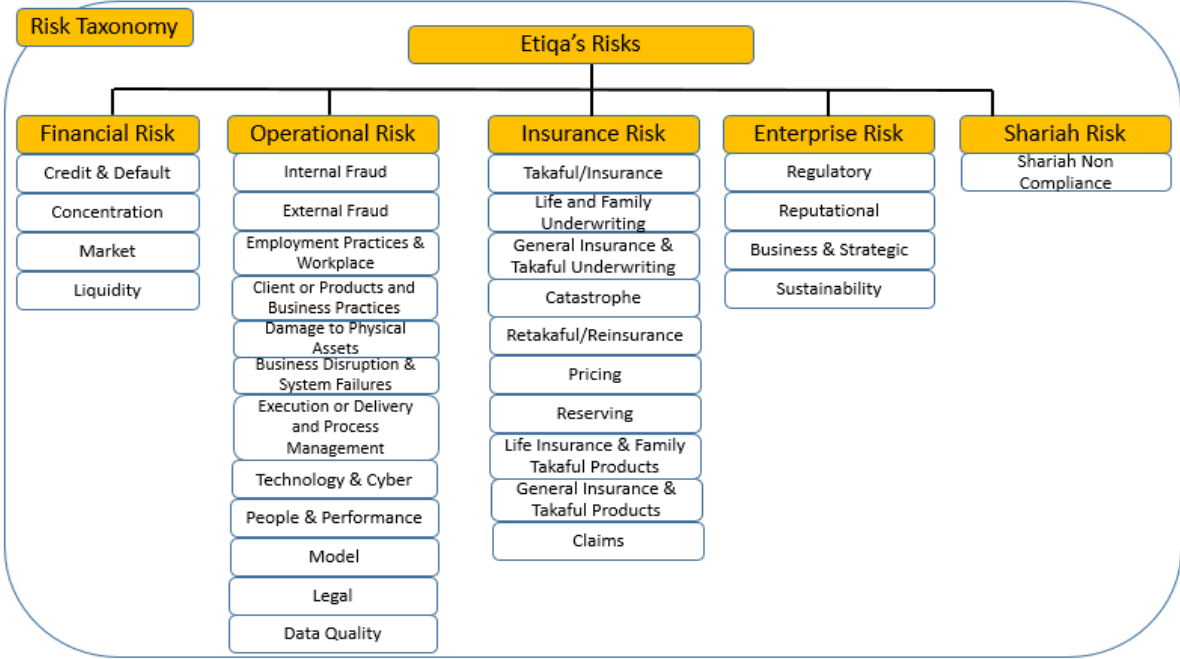 Risk Taxonomy
Etiqa's Risks
Financial Risk
Credit & Default
Concentration
Market
Liquidity
Operational Risk
Internal Fraud
External Fraud
Employment Practices &
Workplace
Client or Products and
Business Practices
Damage to Physical
Assets
Business Disruption &
System Failures
Execution or Delivery
and Process
Management
Technology & Cyber
People & Performance
Model
Legal
Data Quality
Insurance Risk
Takaful/Insurance
Life and Family
Underwriting
General Insurance &
Takaful Underwriting
Catastrophe
Retakaful/Reinsurance
Pricing
Reserving
Life Insurance & Family
Takaful Products
General Insurance &
Takaful Products
Claims
Enterprise Risk
Regulatory
Reputational
Business & Strategic
Sustainability
Shariah Risk
Shariah Non
Compliance